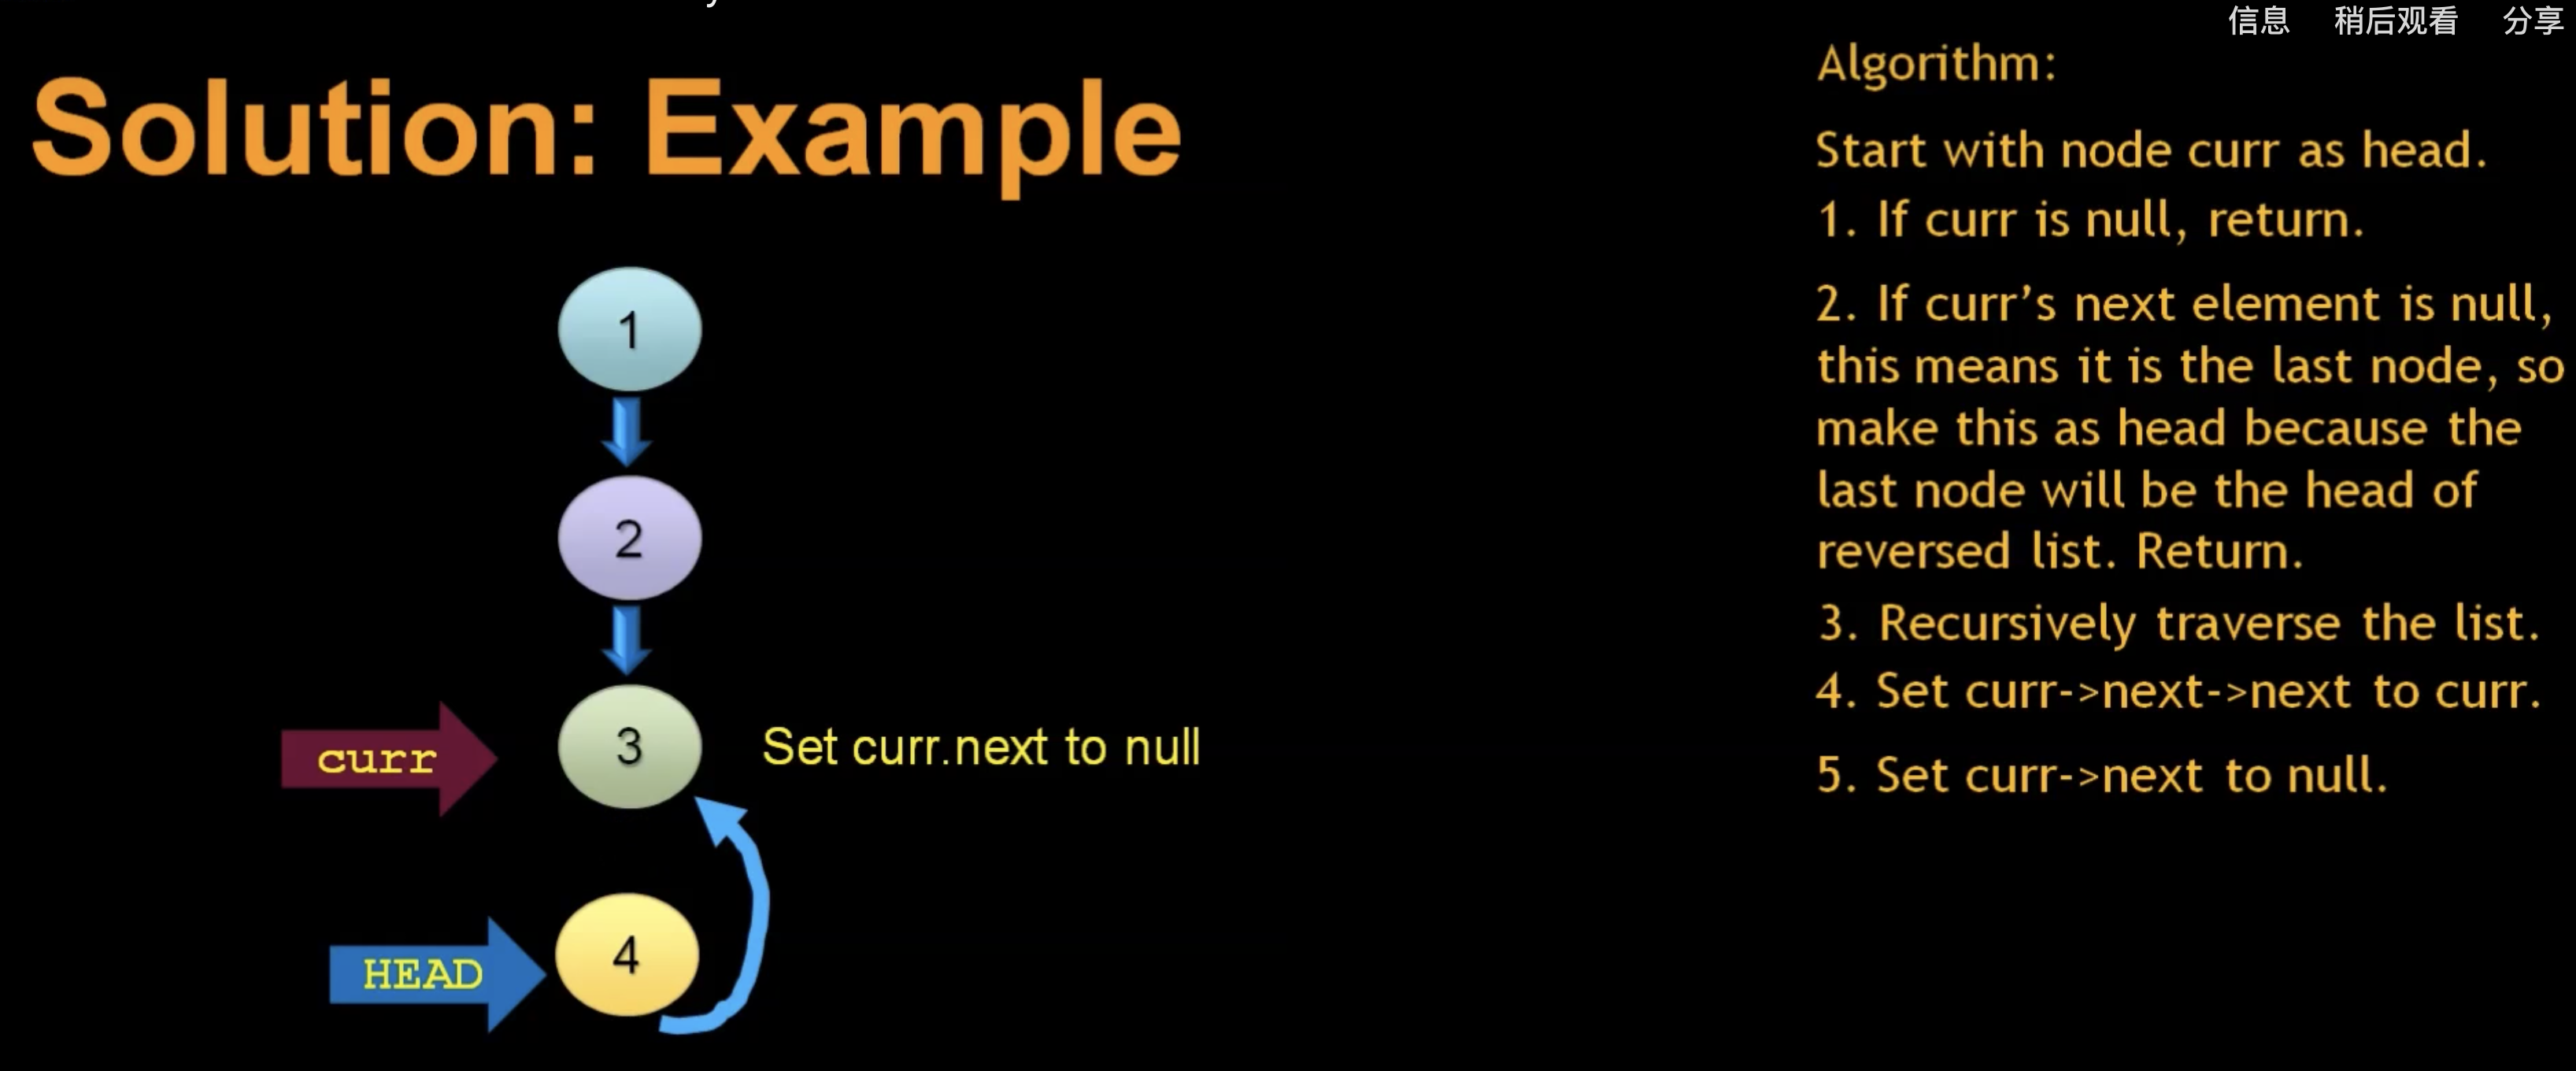 信息 稍后观看 分享
Solution: Example
1
2
curr
3
Set curr.next to null
HEAD
4
Algorithm:
Start with node curr as head.
1. If curr is null, return.
2. If curr’s next element is null,
this means it is the last node, so
make this as head because the
last node will be the head of
reversed list. Return.
3. Recursively traverse the list.
4. Set curr->next->next to curr.
5. Set curr->next to null.